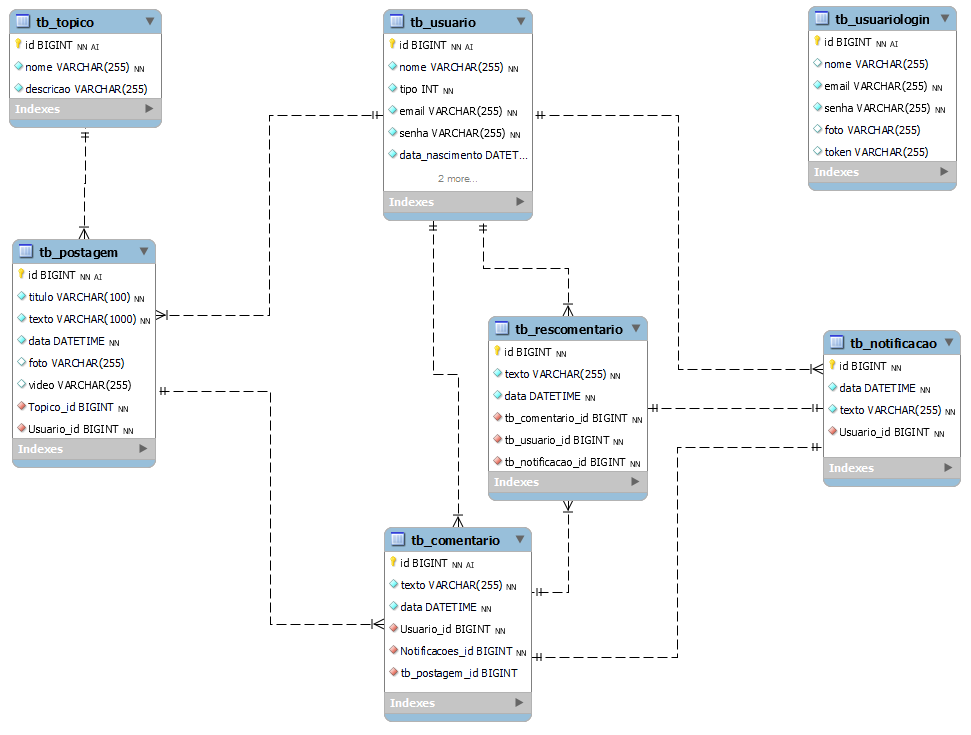 tb_topico
id BIGINT NN AI
nome VARCHAR(255) NN
descricao VARCHAR(255)
Indexes
tb_usuario
id BIGINT NN AI
nome VARCHAR(255) NN
tipo INT NN
email VARCHAR(255) NN
senha VARCHAR(255) NN
data_nascimento DATET...
2 more...
Indexes
tb_usuariologin
id BIGINT NN AI
nome VARCHAR(255)
email VARCHAR(255) NN
senha VARCHAR(255) NN
foto VARCHAR(255)
token VARCHAR(255)
Indexes
tb_postagem
id BIGINT NN AI
titulo VARCHAR(100) NN
texto VARCHAR(1000) NN
data DATETIME NN
foto VARCHAR(255)
video VARCHAR(255)
Topico_id BIGINT NN
Usuario_id BIGINT NN
Indexes
tb_rescomentario
id BIGINT NN
texto VARCHAR(255) NN
data DATETIME NN
tb_comentario_id BIGINT NN
tb_usuario_id BIGINT NN
tb_notificacao_id BIGINT NN
Indexes
tb_notificacao
id BIGINT NN
data DATETIME NN
texto VARCHAR(255) NN
Usuario_id BIGINT NN
Indexes
tb_comentario
id BIGINT NN AI
texto VARCHAR(255) NN
data DATETIME NN
Usuario_id BIGINT NN
Notificacoes_id BIGINT NN
tb_postagem_id BIGINT
Indexes